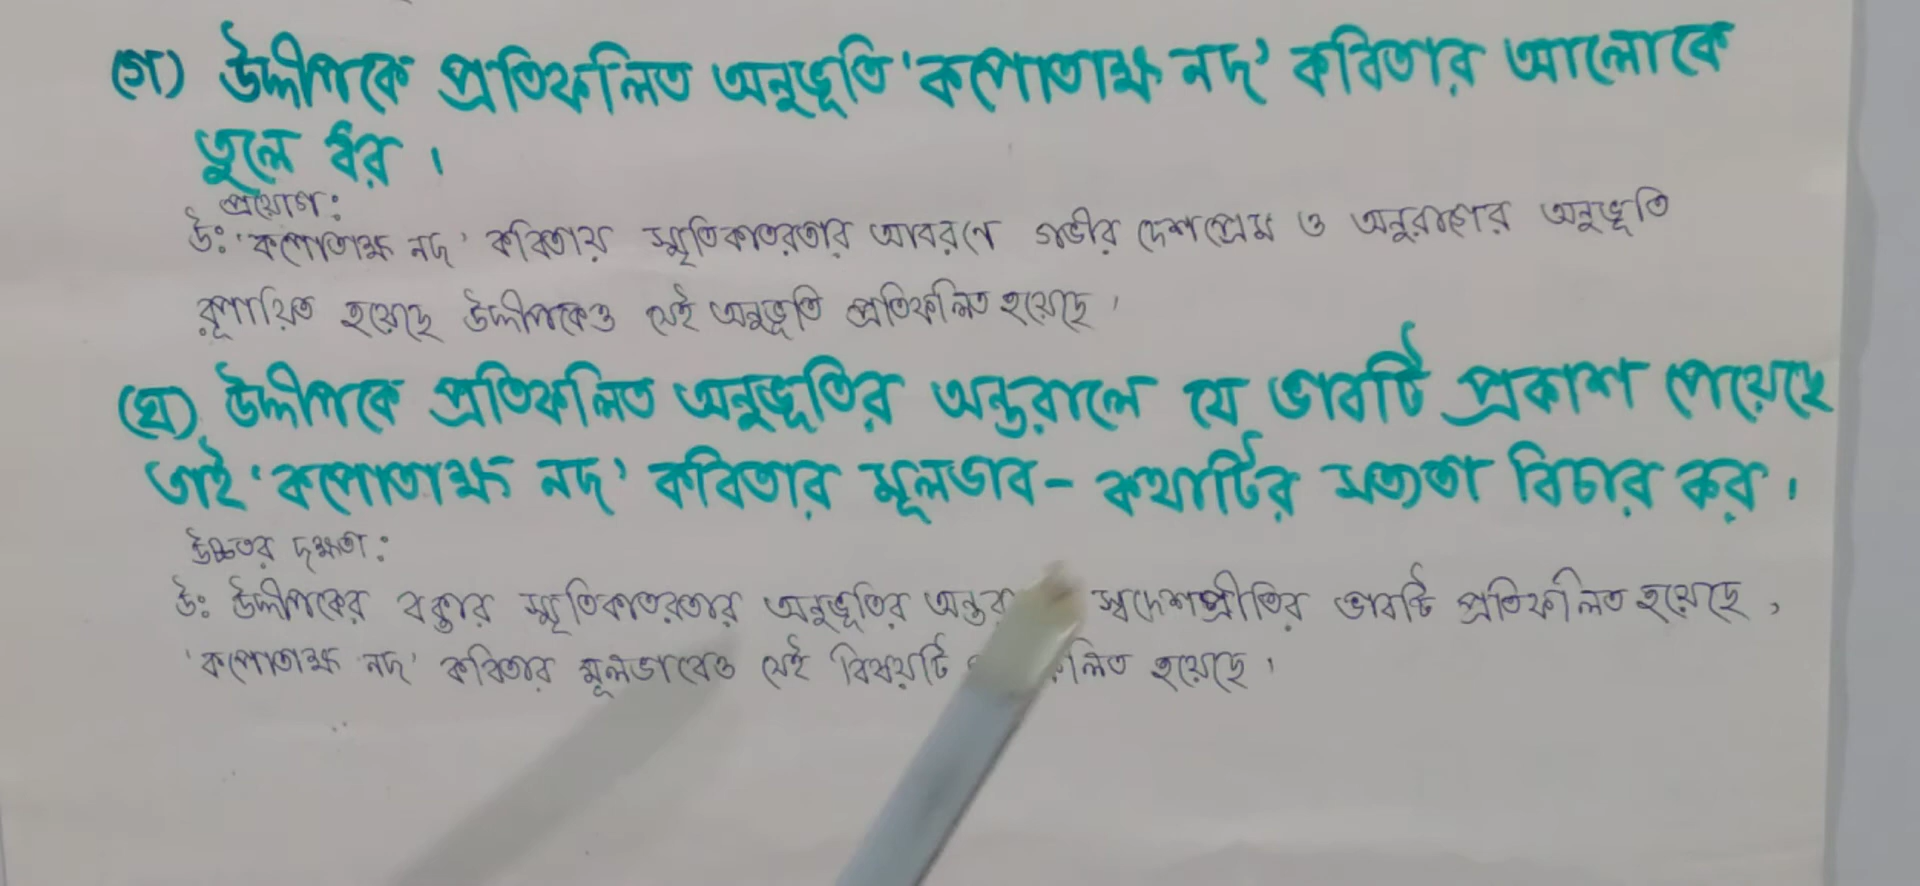 (গ) উদ্দীপকে প্রতিফলিত অনুভূতি 'কপোতাক্ষ নদ' কবিতার আলোকে
তুলে ধর।
প্রয়োগ:
উঃ 'কপোতাক্ষ নদ' কবিতায় স্মৃতিকাতরতার আবরণে গভীর দেশপ্রেম ও অনুরাগের অনুভূতি
রূপায়িত হয়েছে উদ্দীপকেও সেই অনুভূতি প্রতিফলিত হয়েছে।
(ঘ) উদ্দীপকে প্রতিফলিত অনুভূতির অন্তরালে যে ভাবটি প্রকাশ পেয়েছে
তাই 'কপোতাক্ষ নদ' কবিতার মূলভাব- কথাটির সত্যতা বিচার কর।
উচ্চতর দক্ষতা:
উঃ উদ্দীপকের বক্তার স্মৃতিকাতরতার অনুভূতির স্বদেশপ্রীতির ভাবটি প্রতিফলিত হয়েছে,
'কপোতাক্ষ নদ' কবিতার মূলভাবেও সেই বিষয়টি হয়েছে।